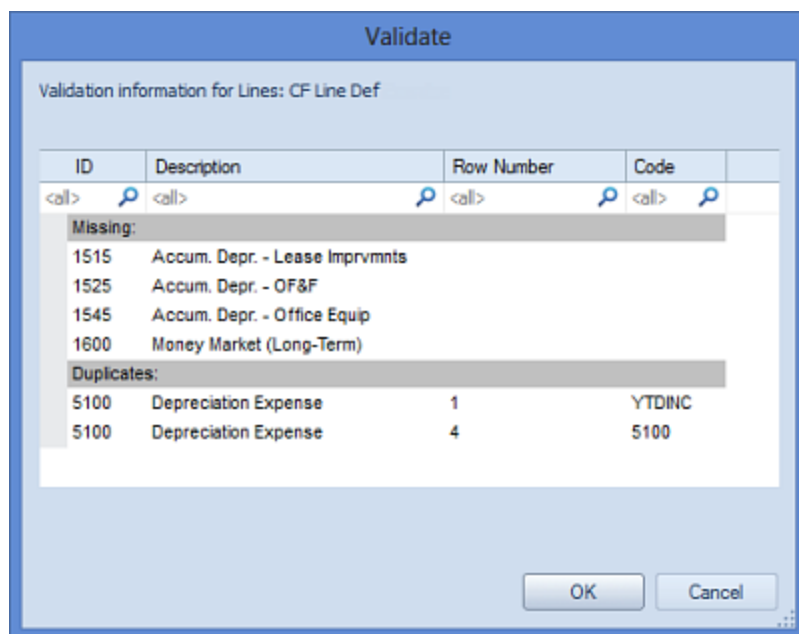 Validate
Validation information for Lines: CF Line Def
ID Description Row Number Code
<all> <all> <all> <all>
Missing:
1515 Accum. Depr. - Lease Imprvmnts
1525 Accum. Depr. - OF&F
1545 Accum. Depr. - Office Equip
1600 Money Market (Long-Term)
Duplicates:
5100 Depreciation Expense 1 YTDINC
5100 Depreciation Expense 4 5100
OK Cancel